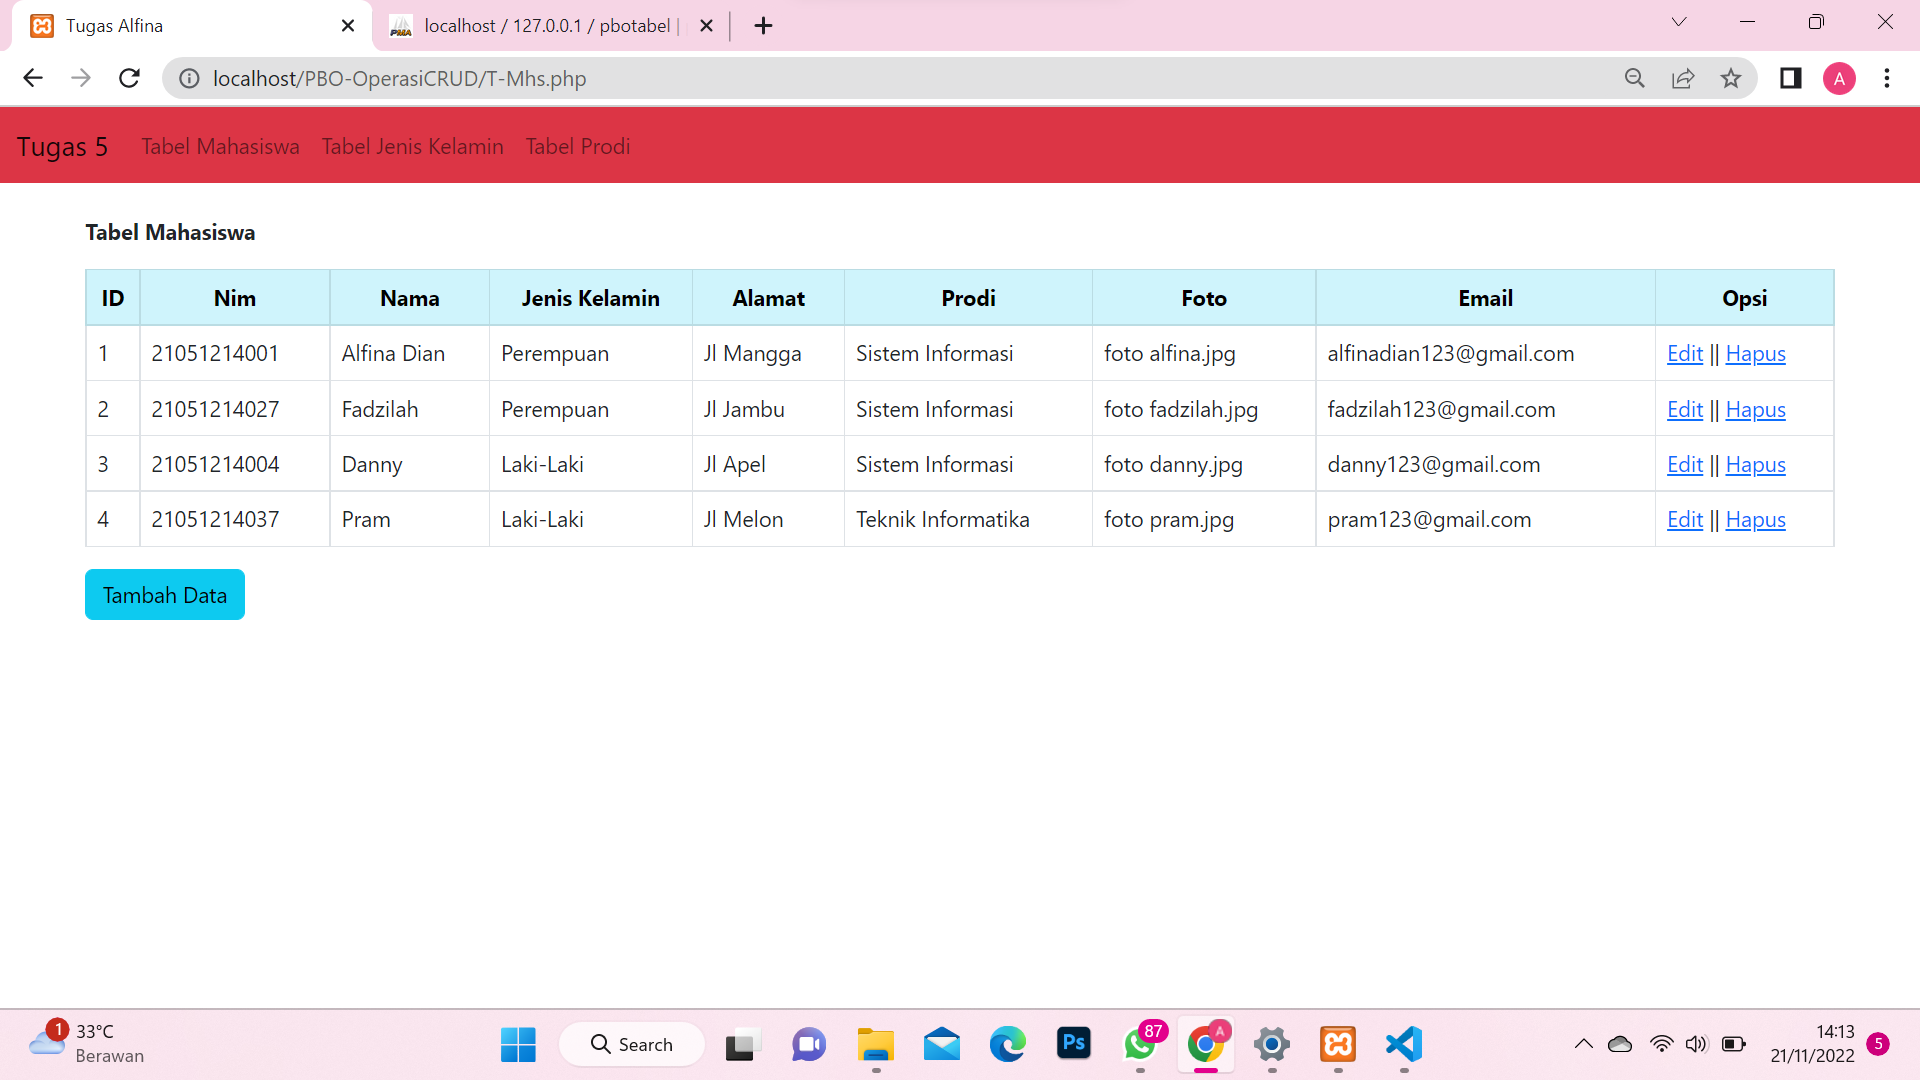 Tugas Alfina
localhost / 127.0.0.1 / pbotabel |
localhost/PBO-OperasiCRUD/T-Mhs.php
A
Tugas 5 Tabel Mahasiswa Tabel Jenis Kelamin Tabel Prodi
Tabel Mahasiswa
ID Nim Nama Jenis Kelamin Alamat Prodi Foto Email Opsi
1 21051214001 Alfina Dian Perempuan Jl Mangga Sistem Informasi foto alfina.jpg alfinadian123@gmail.com Edit || Hapus
2 21051214027 Fadzilah Perempuan Jl Jambu Sistem Informasi foto fadzilah.jpg fadzilah123@gmail.com Edit || Hapus
3 21051214004 Danny Laki-Laki Jl Apel Sistem Informasi foto danny.jpg danny123@gmail.com Edit || Hapus
4 21051214037 Pram Laki-Laki Jl Melon Teknik Informatika foto pram.jpg pram123@gmail.com Edit || Hapus
Tambah Data
1
33°C
Berawan
Search
Ps
87
A
14:13
21/11/2022
5